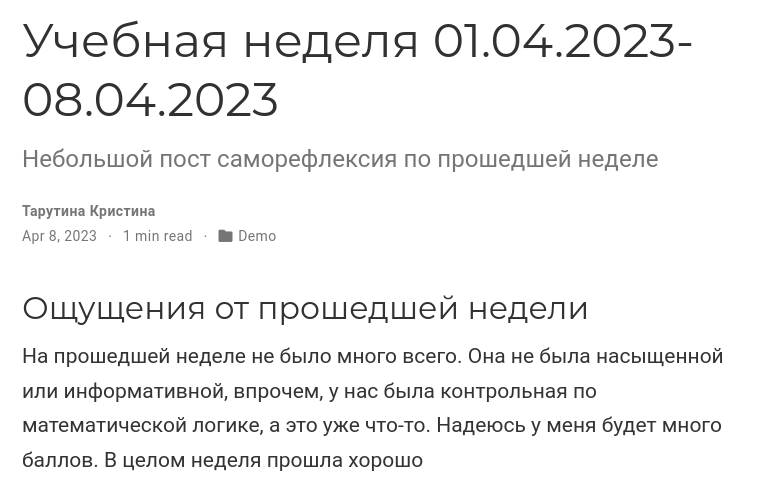 Учебная неделя 01.04.2023-
08.04.2023
Небольшой пост саморефлексия по прошедшей неделе
Тарутина Кристина
Apr 8, 2023 · 1 min read · Demo
Ощущения от прошедшей недели
На прошедшей неделе не было много всего. Она не была насыщенной
или информативной, впрочем, у нас была контрольная по
математической логике, а это уже что-то. Надеюсь у меня будет много
баллов. В целом неделя прошла хорошо